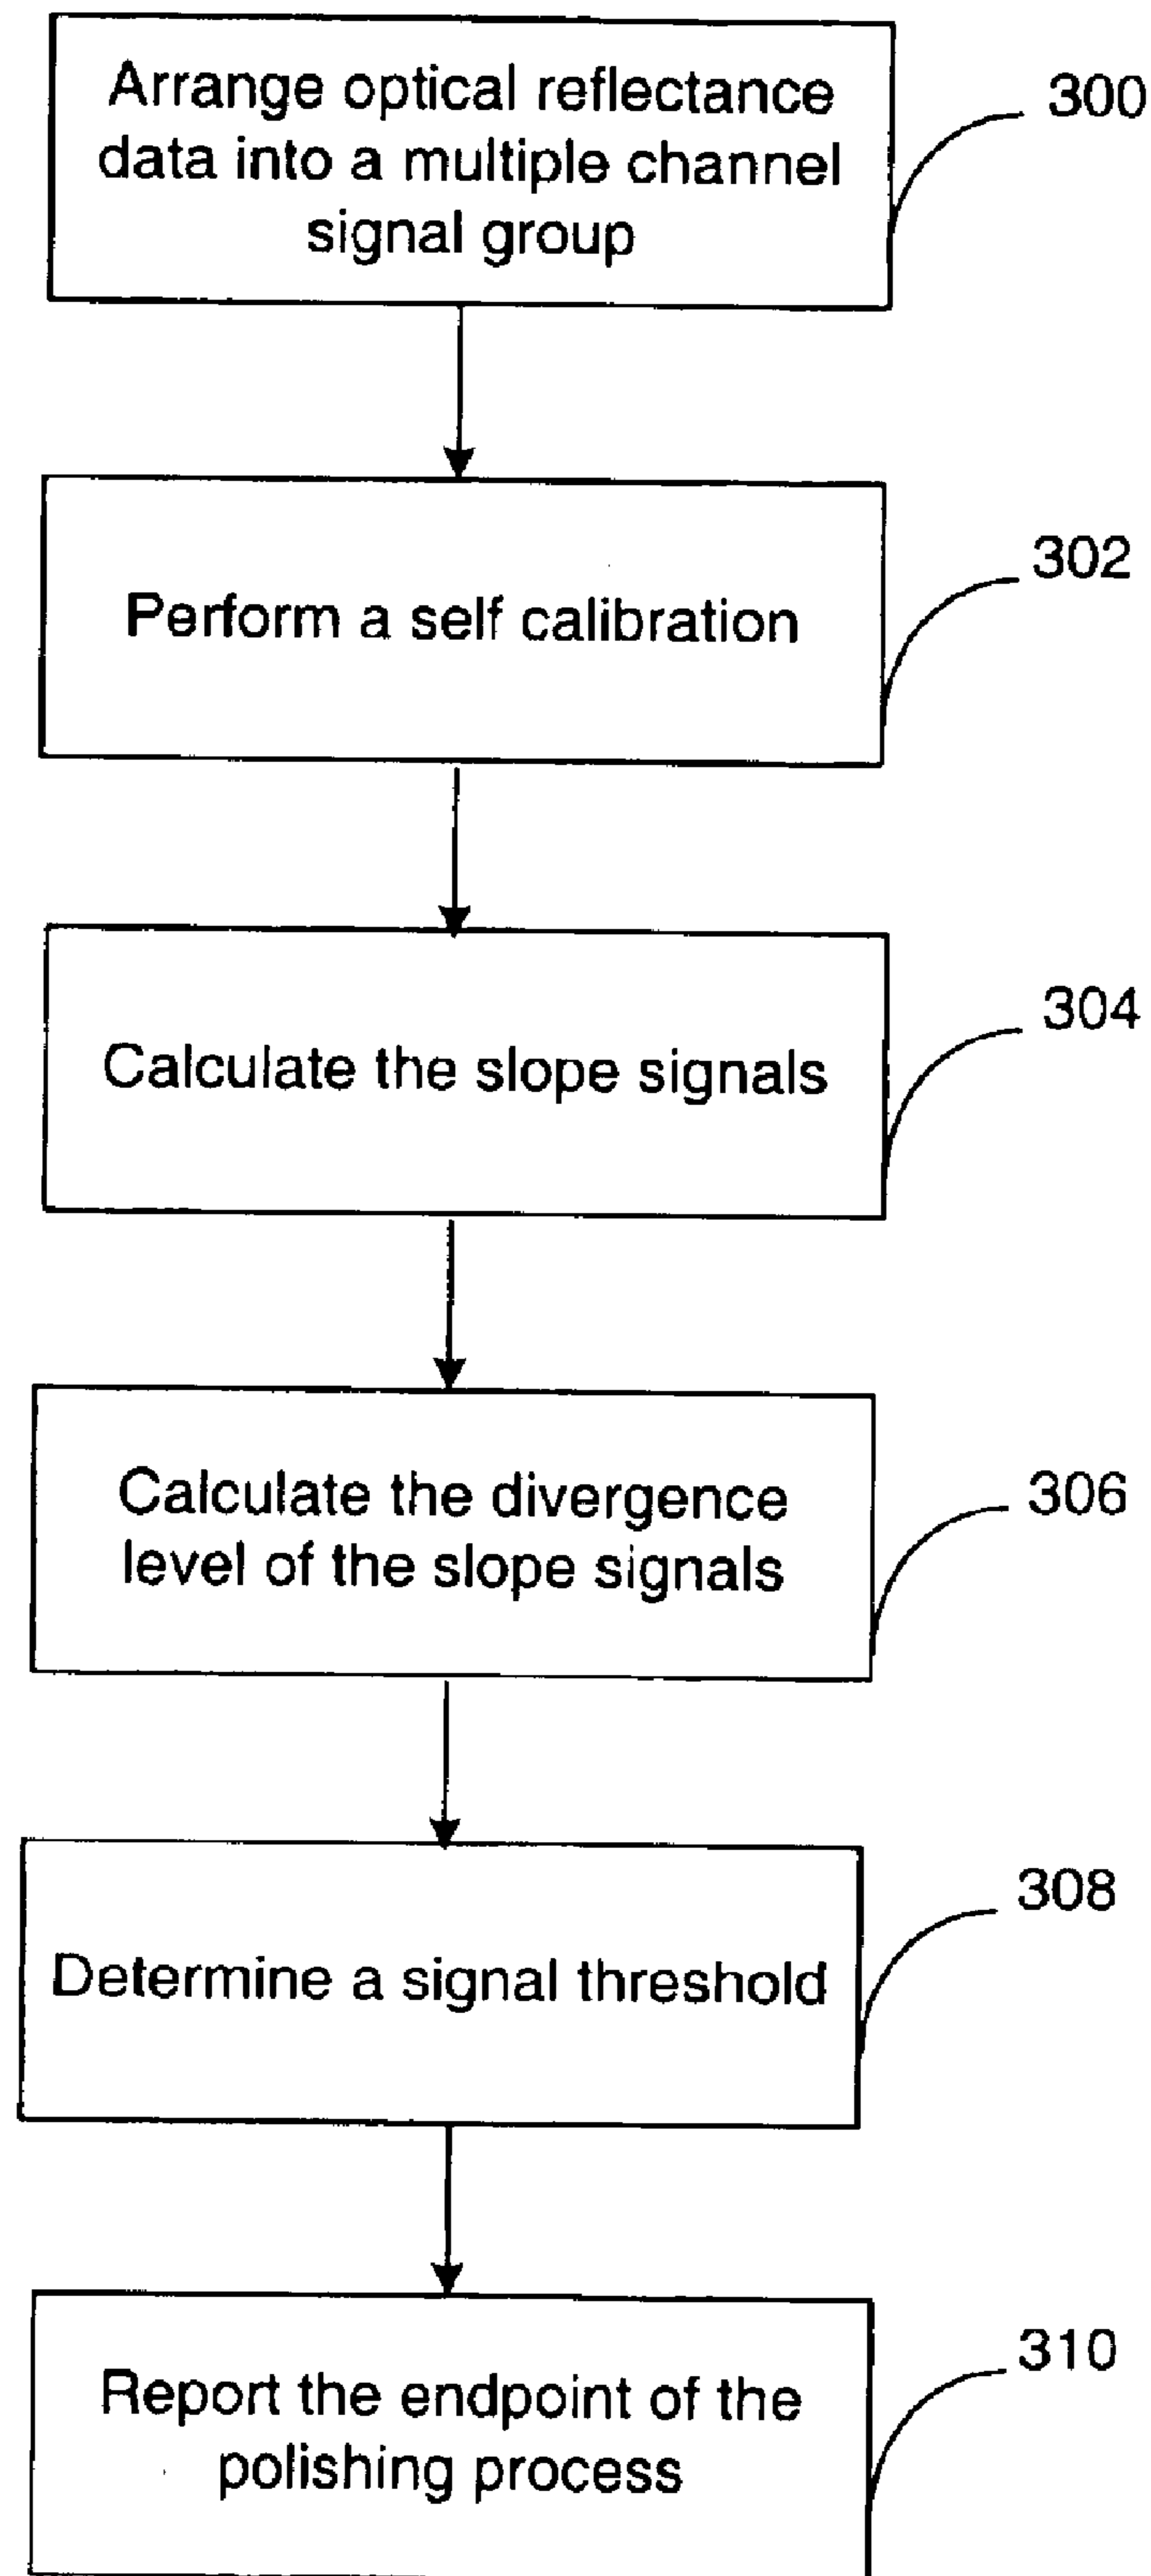 Arrange optical reflectance
data into a multiple channel
signal group
300
Perform a self calibration
302
Calculate the slope signals
304
Calculate the divergence
level of the slope signals
306
Determine a signal threshold
308
Report the endpoint of the
polishing process
310